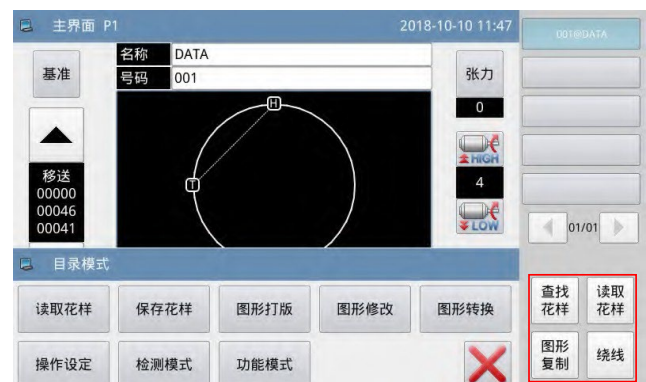 主界面 P1
2018-10-10 11:47
001@DATA
基准
名称 DATA
号码 001
张力
0
H
HIGH
移送
00000
00046
00041
T
4
LOW
01/01
目录模式
读取花样
保存花样
图形打版
图形修改
图形转换
操作设定
检测模式
功能模式
查找
花样
读取
花样
图形
复制
绕线